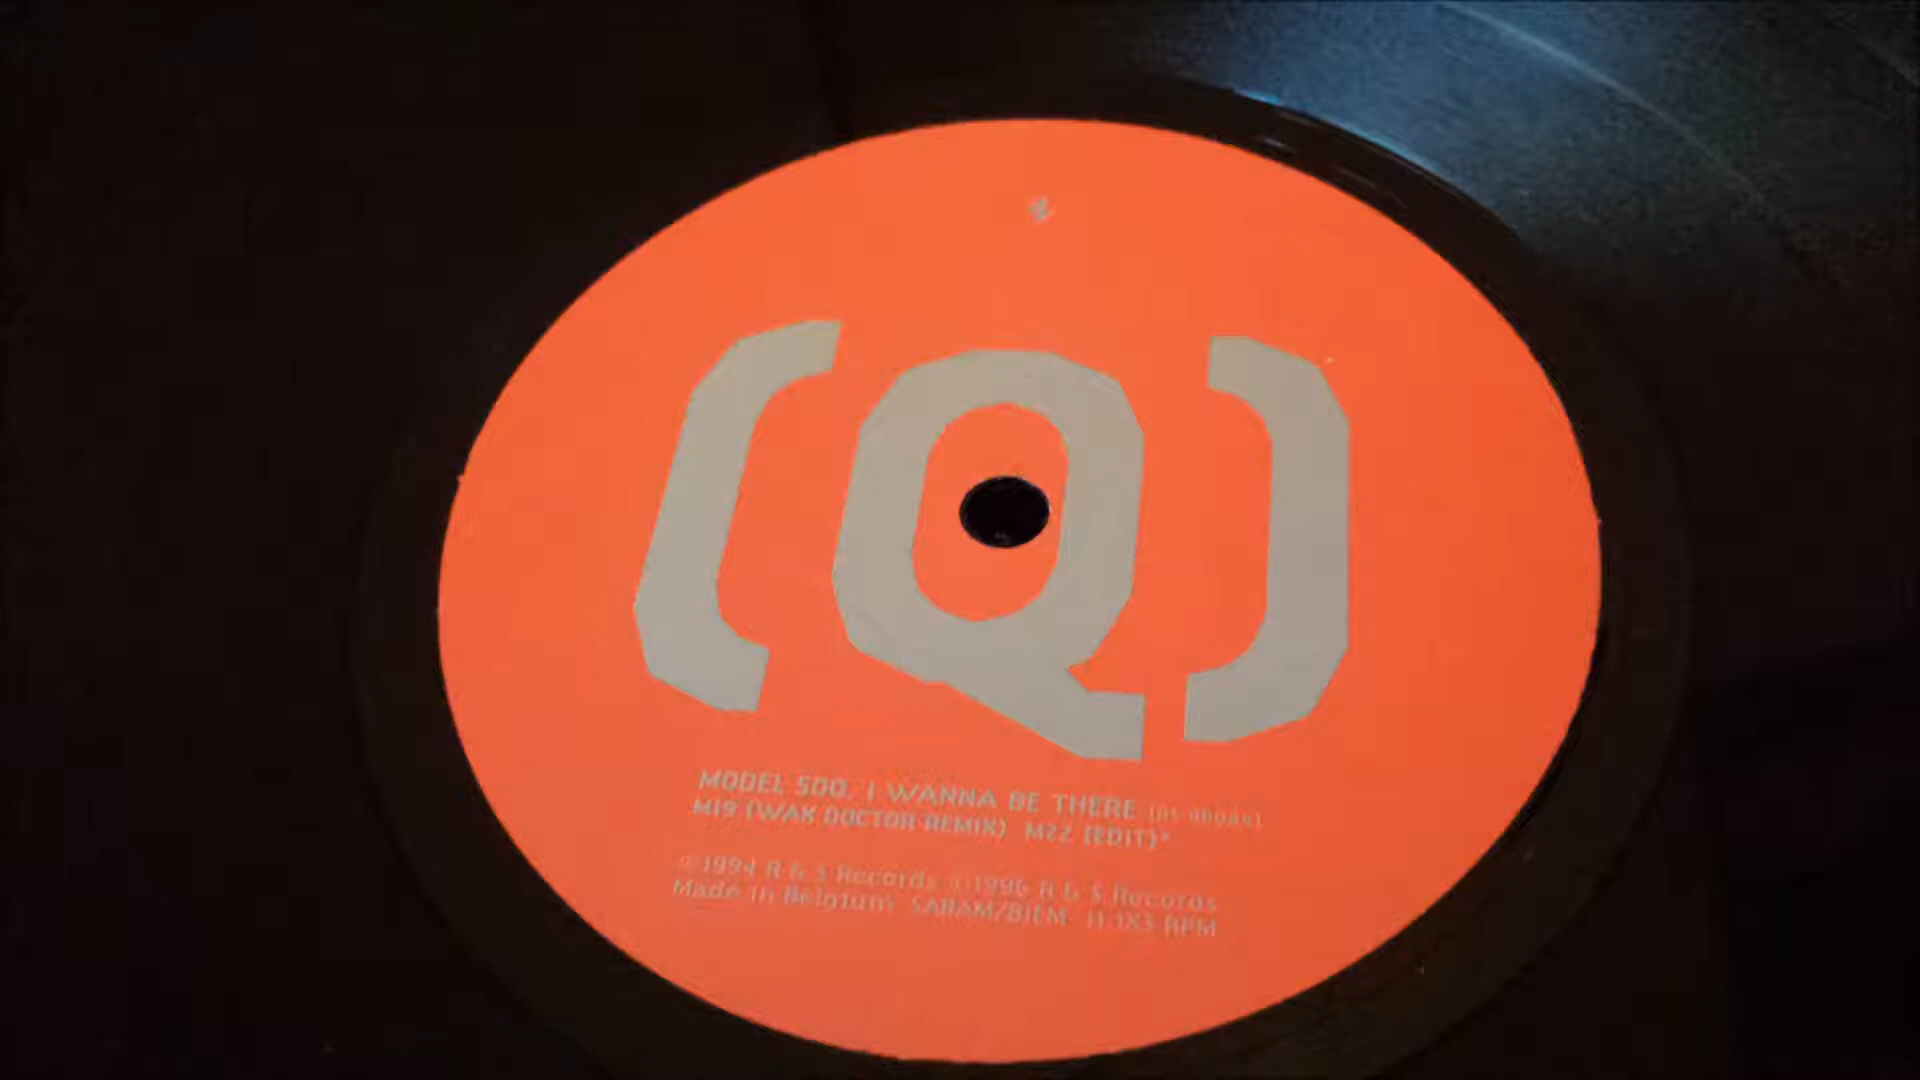 (Q)
MODEL 500. I WANNA BE THERE
M19 (WAX DOCTOR REMIX) M22 (EDIT)*
℗1994 R & S Records ©1996 R & S Records
Made in Belgium SABAM/BIEM RPM